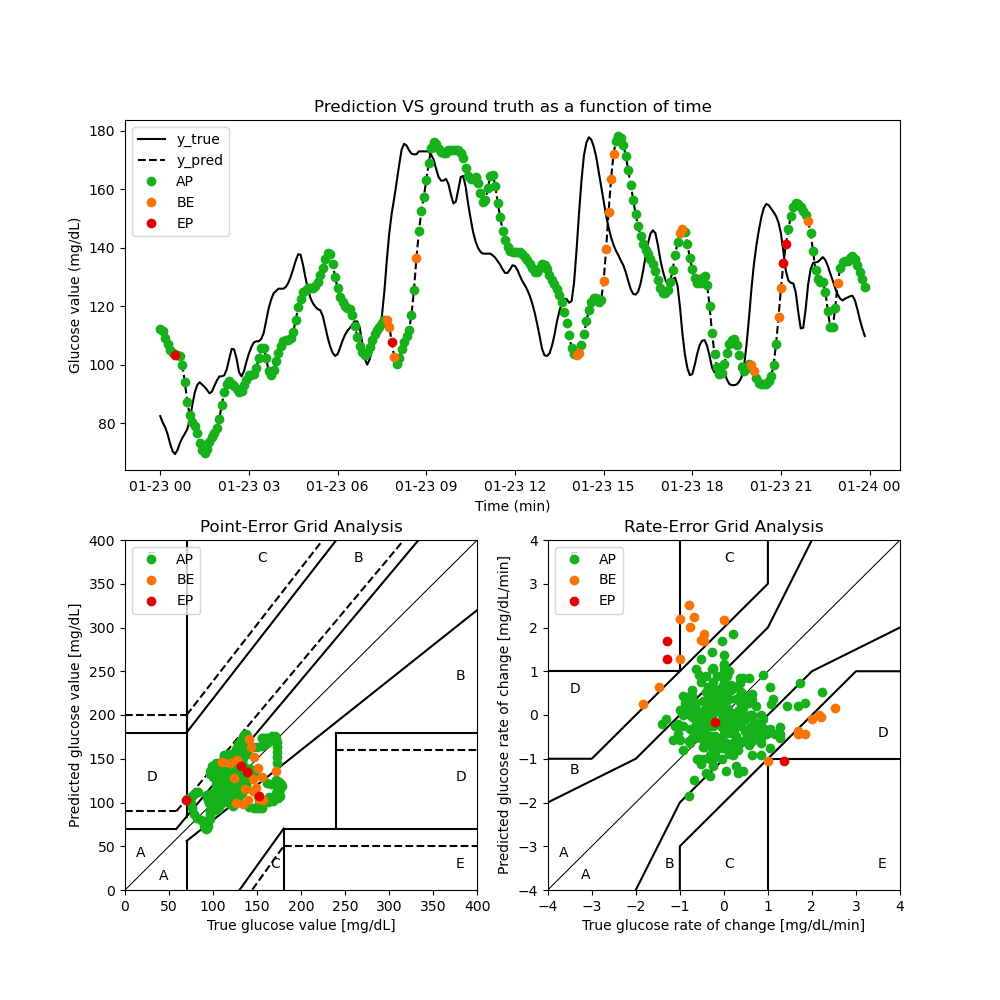 Prediction VS ground truth as a function of time
Glucose value (mg/dL)
180
160
140
120
100
80
y_true
y_pred
AP
BE
EP
01-23 00 01-23 03 01-23 06 01-23 09 01-23 12 01-23 15 01-23 18 01-23 21 01-24 00
Time (min)
Point-Error Grid Analysis
Predicted glucose value [mg/dL]
400
350
300
250
200
150
100
50
0
AP
BE
EP
C
B
B
D
D
A
A
C
E
0 50 100 150 200 250 300 350 400
True glucose value [mg/dL]
Rate-Error Grid Analysis
Predicted glucose rate of change [mg/dL/min]
4
3
2
1
0
−1
−2
−3
−4
AP
BE
EP
C
D
D
B
A
A
B
C
E
−4 −3 −2 −1 0 1 2 3 4
True glucose rate of change [mg/dL/min]